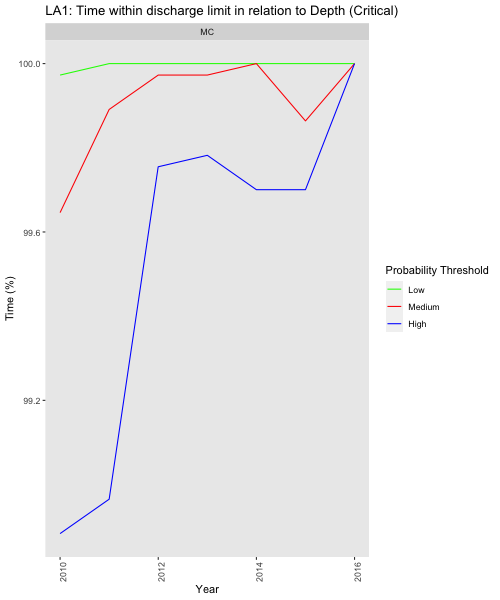 LA1: Time within discharge limit in relation to Depth (Critical)
MC
100.0
99.6
99.2
Time (%)
2010
2012
2014
2016
Year
Probability Threshold
Low
Medium
High